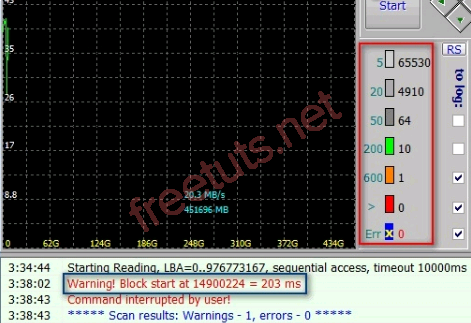 43
35
26
17
8.8
20.3 MB/s
451696 MB
0 62G 124G 186G 248G 310G 372G 434G
Start
RS
to log:
5 65530
20 4910
50 64
200 10
600 1
> 0
Err x 0
freetuts.net
3:34:44 Starting Reading, LBA=0..976773167, sequential access, timeout 10000ms
3:38:02 Warning! Block start at 14900224 = 203 ms
3:38:43 Command interrupted by user!
3:38:43 ***** Scan results: Warnings - 1, errors - 0 *****